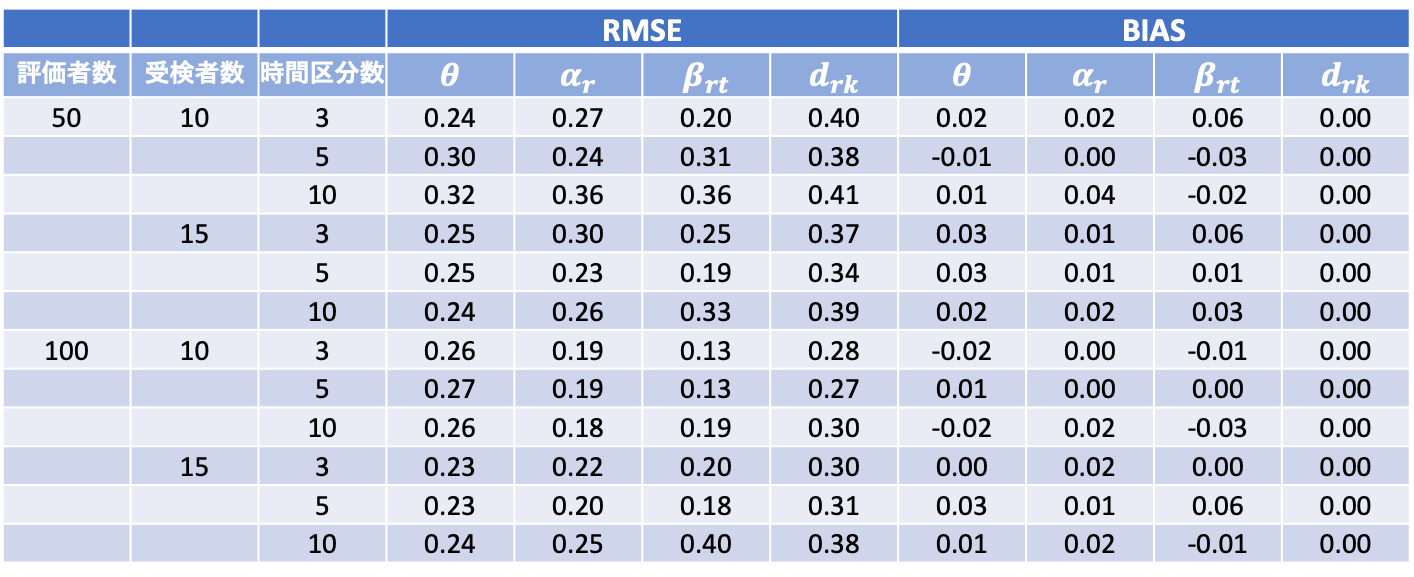 RMSE BIAS
評価者数 受検者数 時間区分数 θ αr βrt drk θ αr βrt drk
50 10 3 0.24 0.27 0.20 0.40 0.02 0.02 0.06 0.00
5 0.30 0.24 0.31 0.38 -0.01 0.00 -0.03 0.00
10 0.32 0.36 0.36 0.41 0.01 0.04 -0.02 0.00
15 3 0.25 0.30 0.25 0.37 0.03 0.01 0.06 0.00
5 0.25 0.23 0.19 0.34 0.03 0.01 0.01 0.00
10 0.24 0.26 0.33 0.39 0.02 0.02 0.03 0.00
100 10 3 0.26 0.19 0.13 0.28 -0.02 0.00 -0.01 0.00
5 0.27 0.19 0.13 0.27 0.01 0.00 0.00 0.00
10 0.26 0.18 0.19 0.30 -0.02 0.02 -0.03 0.00
15 3 0.23 0.22 0.20 0.30 0.00 0.02 0.00 0.00
5 0.23 0.20 0.18 0.31 0.03 0.01 0.06 0.00
10 0.24 0.25 0.40 0.38 0.01 0.02 -0.01 0.00